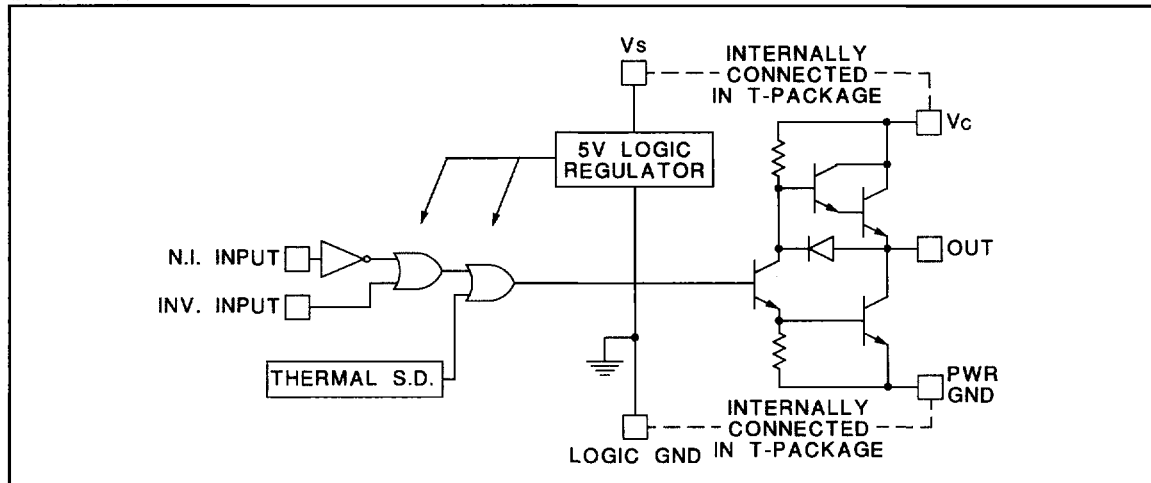 Vs
INTERNALLY
CONNECTED
IN T-PACKAGE
Vc
5V LOGIC
REGULATOR
N.I. INPUT
OUT
INV. INPUT
THERMAL S.D.
PWR
GND
INTERNALLY
CONNECTED
IN T-PACKAGE
LOGIC GND